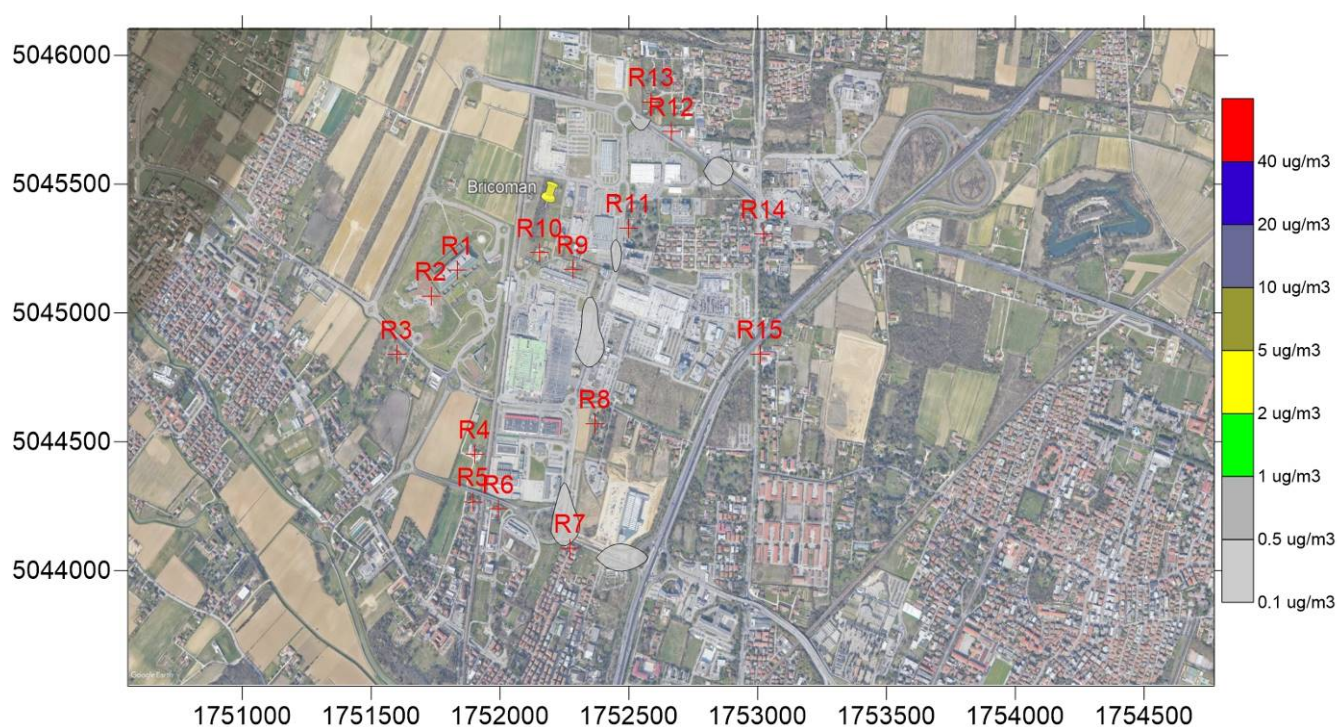 5046000
R13
R12
40 ug/m3
5045500
Bricoman
20 ug/m3
R11
R14
R10
R9
R1
10 ug/m3
R2
5045000
R3
R15
5 ug/m3
R8
2 ug/m3
5044500
R4
1 ug/m3
R5
R6
R7
0.5 ug/m3
5044000
0.1 ug/m3
Google Earth
1751000 1751500 1752000 1752500 1753000 1753500 1754000 1754500